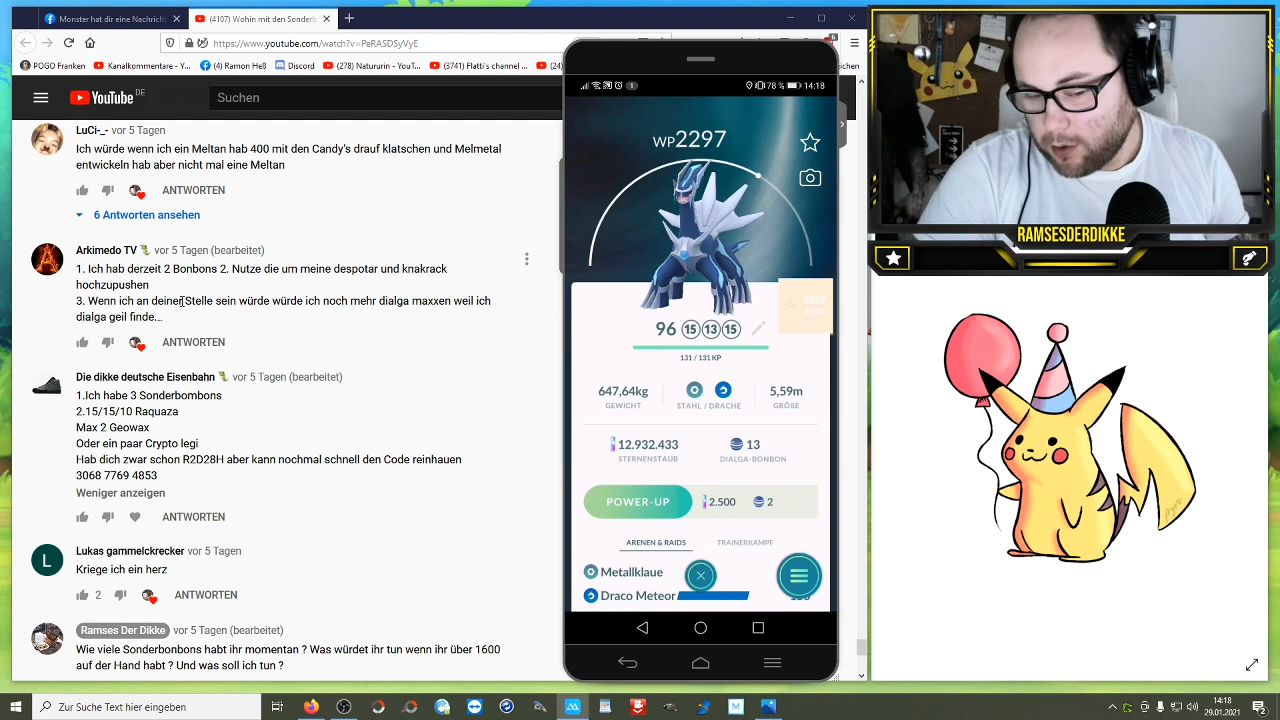 Monster hat dir eine Nachricht
(4107) Wohin mit den Sonderbo
https://www.youtube.com/watch?v=PeRASDSyVyE
POGO Franken
Kanalkommentare - Y...
(4) Ramon Heß
Discord
(278) Naturwin - YouT...
(3741) Flatti's channel ...
(24)
YouTube DE
Suchen
LuCi-_- vor 5 Tagen
Ich würde wenn ich ein Meltan hab 400 mit den Candy's drauf klatschen und Melmetal
entwickeln hab aber nicht mal eine Meltan
ANTWORTEN
6 Antworten ansehen
Arkimedo TV vor 5 Tagen (bearbeitet)
1. Ich hab derzeit 2 Bonbons 2. Nutze die um meine despotar und knakrack
hochzupushen
3. Wenn ich an deiner Stelle sein würde würde ich noch mehr dialga maxxen weil ich
dialga geil finde...
ANTWORTEN
Die dikke deutsche Eisenbahn vor 5 Tagen (bearbeitet)
1.Ich habe 3 Sonderbombons
2.15/15/10 Raquaza
Max 2 Geowax
Oder ein paar Crypto legi
Hab dich zwar schon R2D28H aber kann nochmal schnell den Code reinhauen
3068 7769 4853
Weniger anzeigen
ANTWORTEN
Lukas gammelckrecker vor 5 Tagen
Kriege ich ein herz
2 ANTWORTEN
Ramses Der Dikke vor 5 Tagen (bearbeitet)
Wie viele Sonderbonbons habt ihr momentan ? Was würdet ihr tun wenn ihr über 1600
auf der Hand habt ? Und was soll ich tun ?
1
78 % 14:18
WP2297
2019
96 15 13 15
131 / 131 KP
647,64kg
GEWICHT
STAHL / DRACHE
5,59m
GRÖßE
12.932.433
STERNENSTAUB
13
DIALGA-BONBON
POWER-UP 2.500 2
ARENEN & RAIDS
TRAINERKAMPF
Metallklaue
Draco Meteor
RAMSESDERDIKKE
pyro
Zur Suche Text hier eingeben
14:18
29.01.2021
2